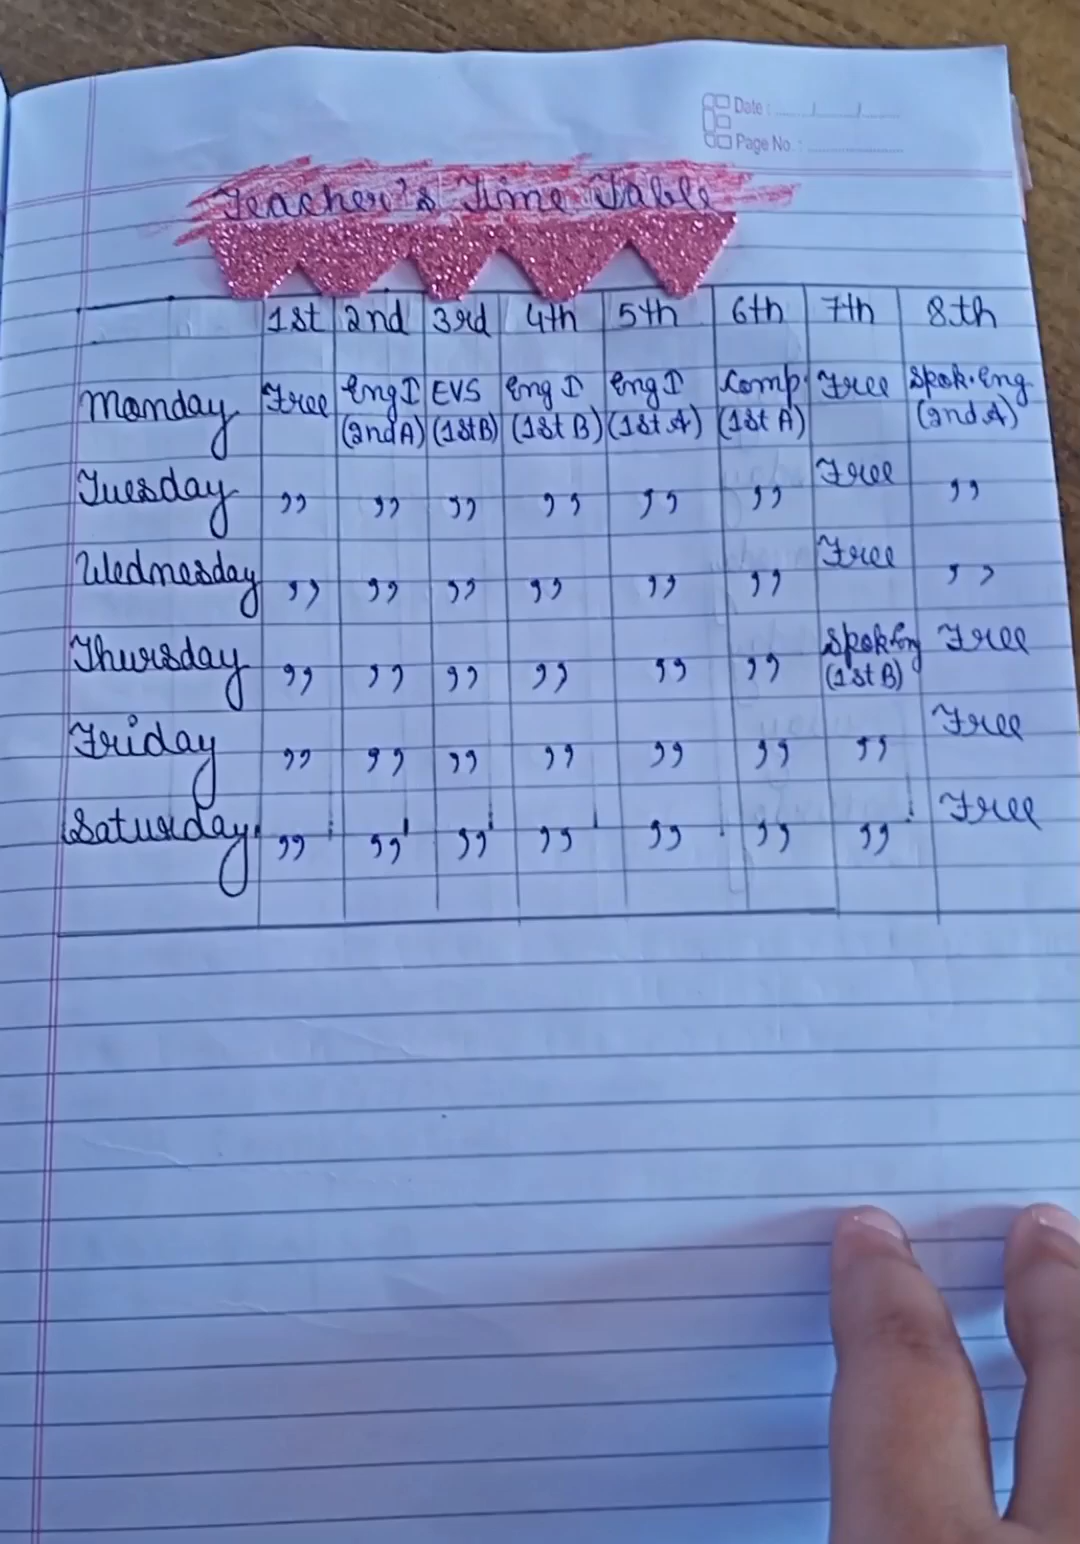 Date : ....../....../......
Page No. : ..................
Teacher's Time Table
1st 2nd 3rd 4th 5th 6th 7th 8th
Monday Free Eng I (2nd A) EVS (1st B) Eng I (1st B) Eng I (1st A) Comp. (1st A) Free Spok. Eng (2nd A)
Tuesday ,, ,, ,, ,, ,, ,, Free ,,
Wednesday ,, ,, ,, ,, ,, ,, Free ,,
Thursday ,, ,, ,, ,, ,, ,, Spok Eng (1st B) Free
Friday ,, ,, ,, ,, ,, ,, ,, Free
Saturday ,, ,, ,, ,, ,, ,, ,, Free